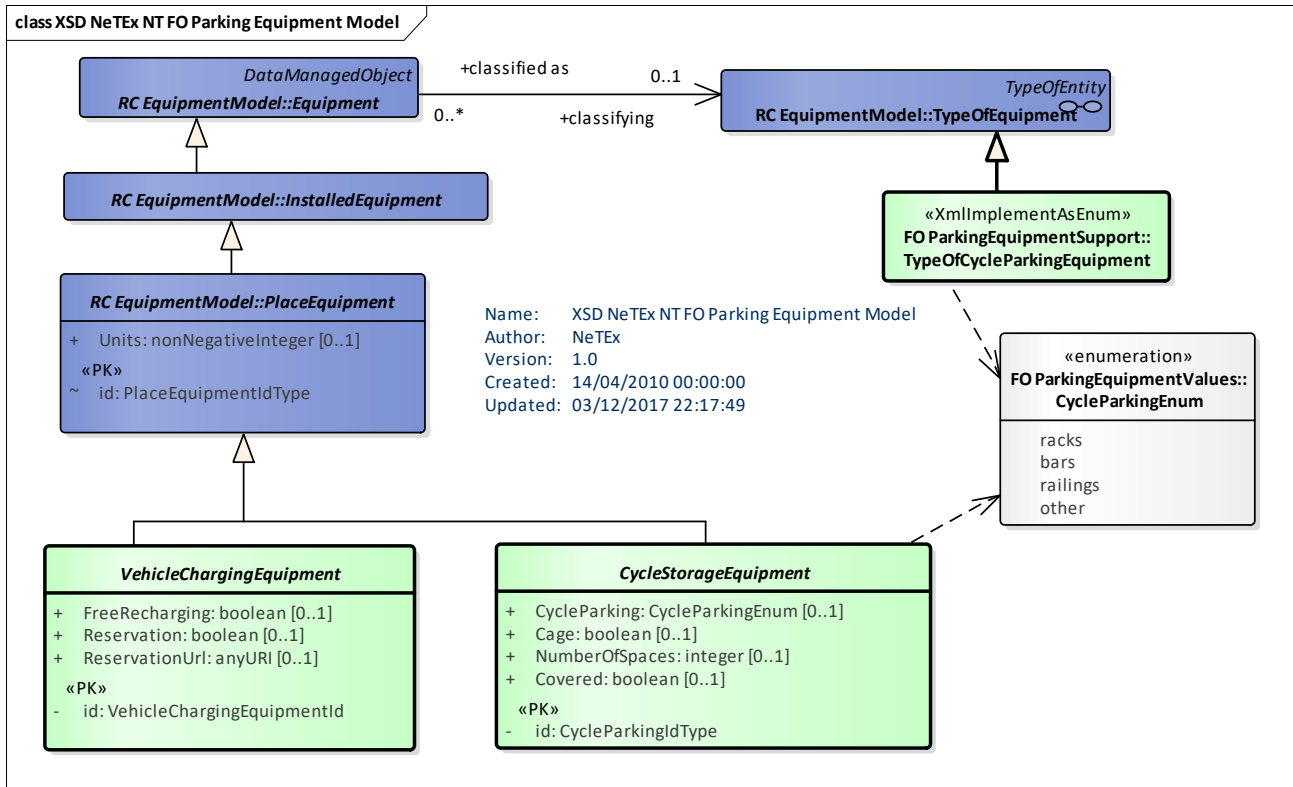 class XSD NeTEx NT FO Parking Equipment Model
DataManagedObject
RC EquipmentModel::Equipment
+classified as
0..1
0..*
+classifying
TypeOfEntity
RC EquipmentModel::TypeOfEquipment
RC EquipmentModel::InstalledEquipment
«XmlImplementAsEnum»
FO ParkingEquipmentSupport::
TypeOfCycleParkingEquipment
RC EquipmentModel::PlaceEquipment
+ Units: nonNegativeInteger [0..1]
«PK»
~ id: PlaceEquipmentIdType
Name: XSD NeTEx NT FO Parking Equipment Model
Author: NeTEx
Version: 1.0
Created: 14/04/2010 00:00:00
Updated: 03/12/2017 22:17:49
«enumeration»
FO ParkingEquipmentValues::
CycleParkingEnum
racks
bars
railings
other
VehicleChargingEquipment
+ FreeRecharging: boolean [0..1]
+ Reservation: boolean [0..1]
+ ReservationUrl: anyURI [0..1]
«PK»
- id: VehicleChargingEquipmentId
CycleStorageEquipment
+ CycleParking: CycleParkingEnum [0..1]
+ Cage: boolean [0..1]
+ NumberOfSpaces: integer [0..1]
+ Covered: boolean [0..1]
«PK»
- id: CycleParkingIdType